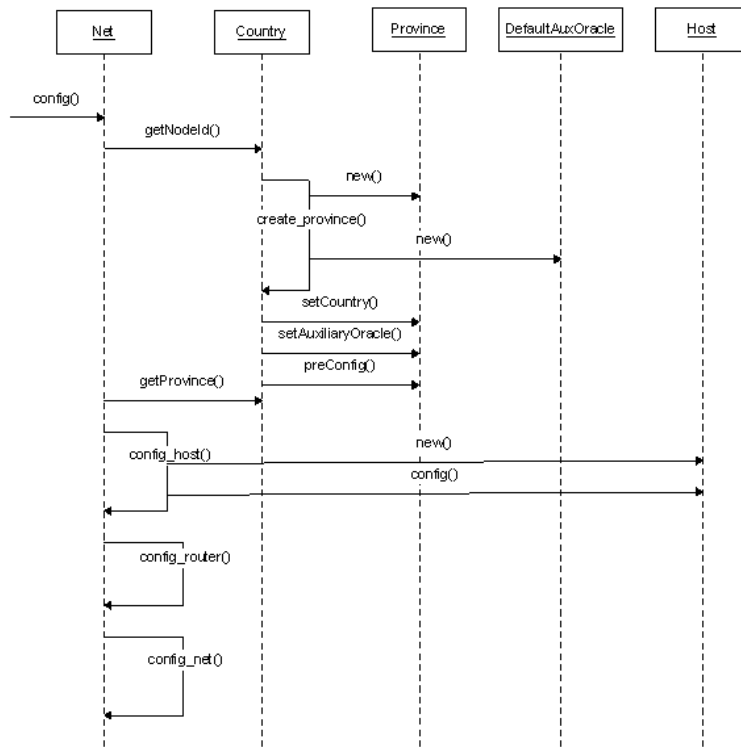 Net
Country
Province
DefaultAuxOracle
Host
config()
getNodeId()
new()
create_province()
new()
setCountry()
setAuxiliaryOracle()
preConfig()
getProvince()
new()
config_host()
config()
config_router()
config_net()